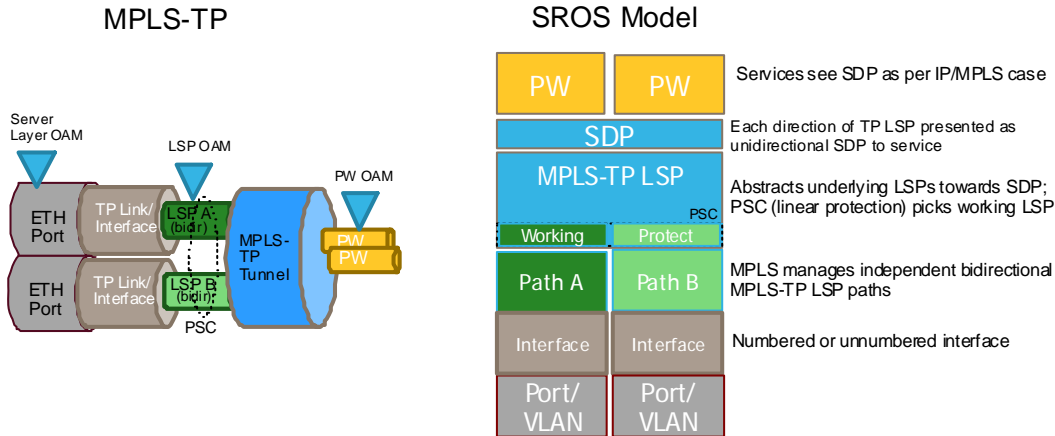 MPLS-TP
Server
Layer OAM
LSP OAM
PW OAM
ETH
Port
TP Link/
Interface
LSP A
(bidir)
MPLS-
TP
Tunnel
PW
PW
ETH
Port
TP Link/
Interface
LSP B
(bidir)
PSC
SROS Model
PW
PW
Services see SDP as per IP/MPLS case
SDP
Each direction of TP LSP presented as
unidirectional SDP to service
MPLS-TP LSP
PSC
Abstracts underlying LSPs towards SDP;
PSC (linear protection) picks working LSP
Working
Protect
Path A
Path B
MPLS manages independent bidirectional
MPLS-TP LSP paths
Interface
Interface
Numbered or unnumbered interface
Port/
VLAN
Port/
VLAN